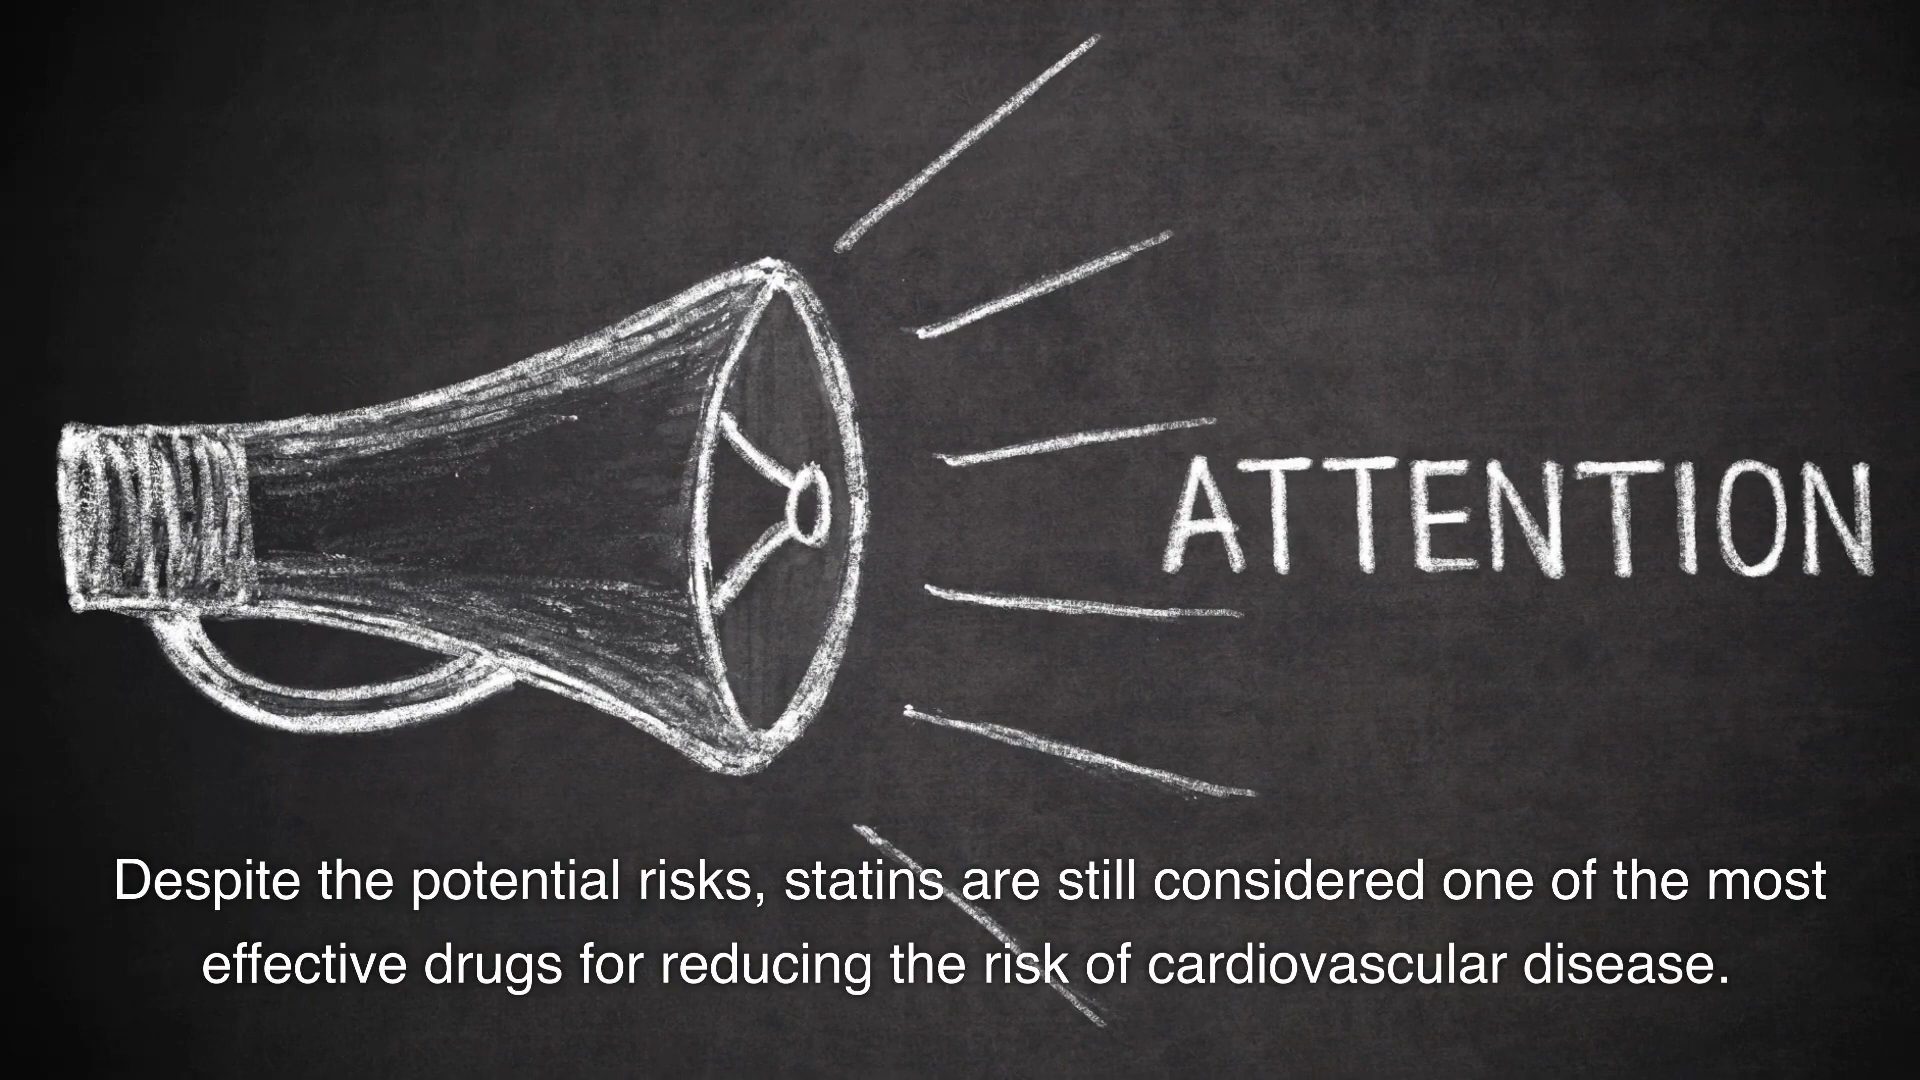 ATTENTION
Despite the potential risks, statins are still considered one of the most
effective drugs for reducing the risk of cardiovascular disease.